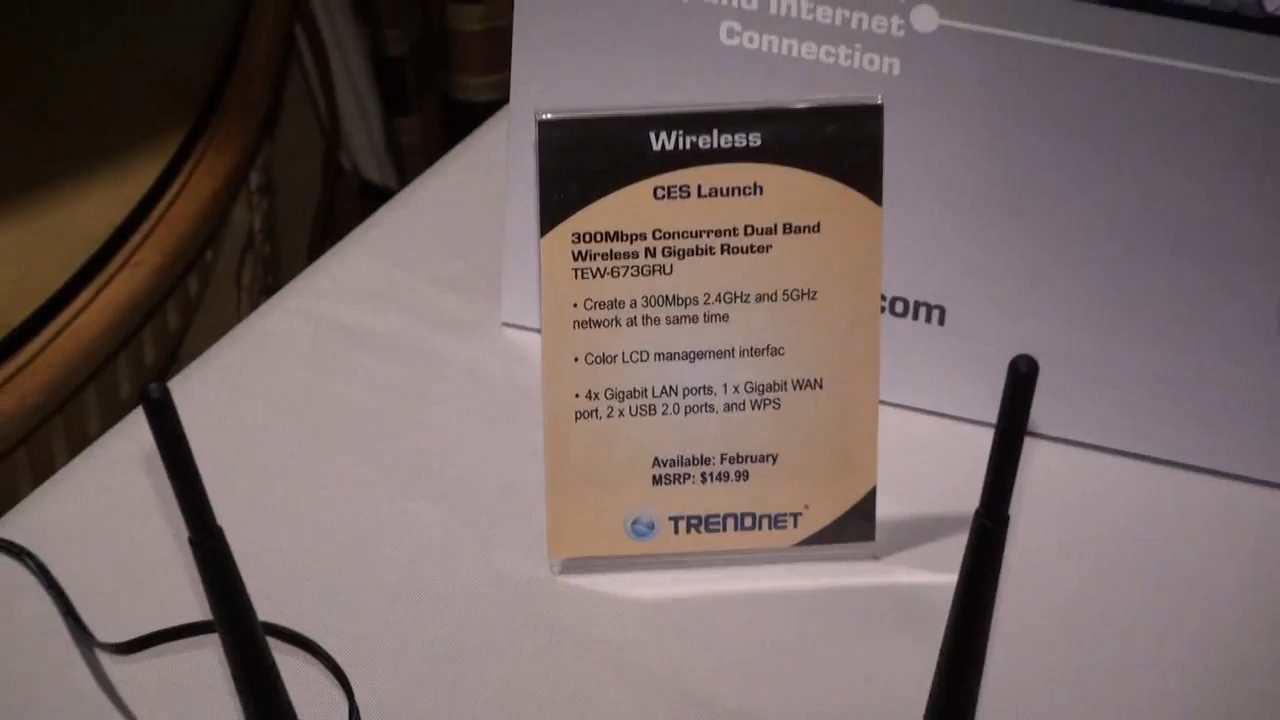 Internet
Connection
Wireless
CES Launch
300Mbps Concurrent Dual Band
Wireless N Gigabit Router
TEW-673GRU
• Create a 300Mbps 2.4GHz and 5GHz
network at the same time
• Color LCD management interfac
• 4x Gigabit LAN ports, 1 x Gigabit WAN
port, 2 x USB 2.0 ports, and WPS
Available: February
MSRP: $149.99
TRENDNET
.com